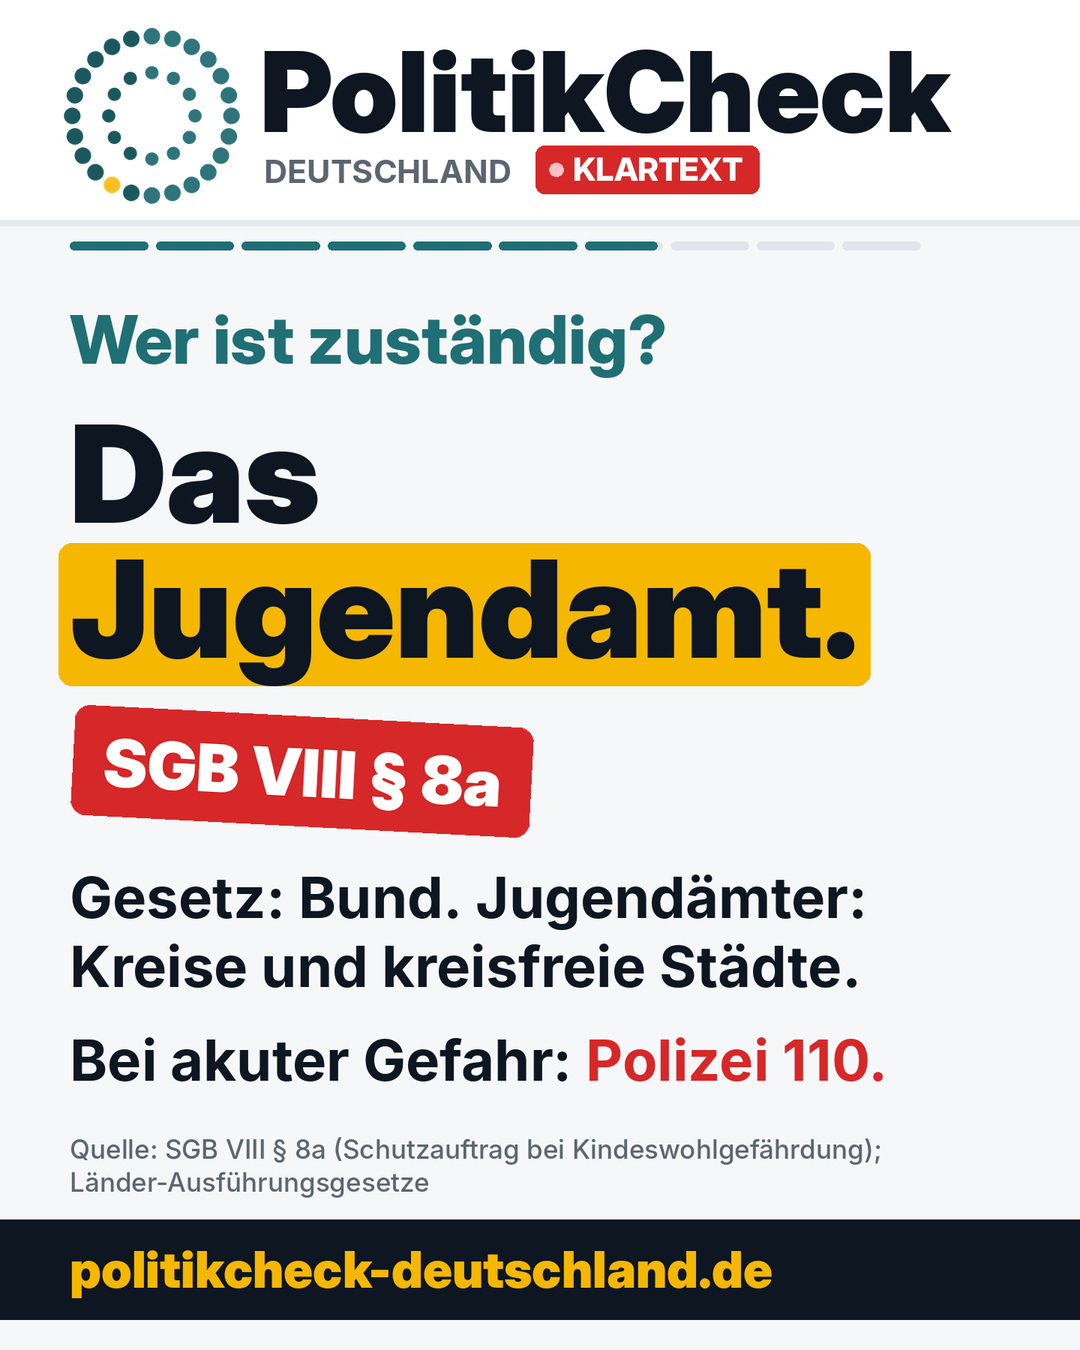 PolitikCheck
DEUTSCHLAND KLARTEXT
Wer ist zuständig?
Das
Jugendamt.
SGB VIII § 8a
Gesetz: Bund. Jugendämter:
Kreise und kreisfreie Städte.
Bei akuter Gefahr: Polizei 110.
Quelle: SGB VIII § 8a (Schutzauftrag bei Kindeswohlgefährdung);
Länder-Ausführungsgesetze
politikcheck-deutschland.de